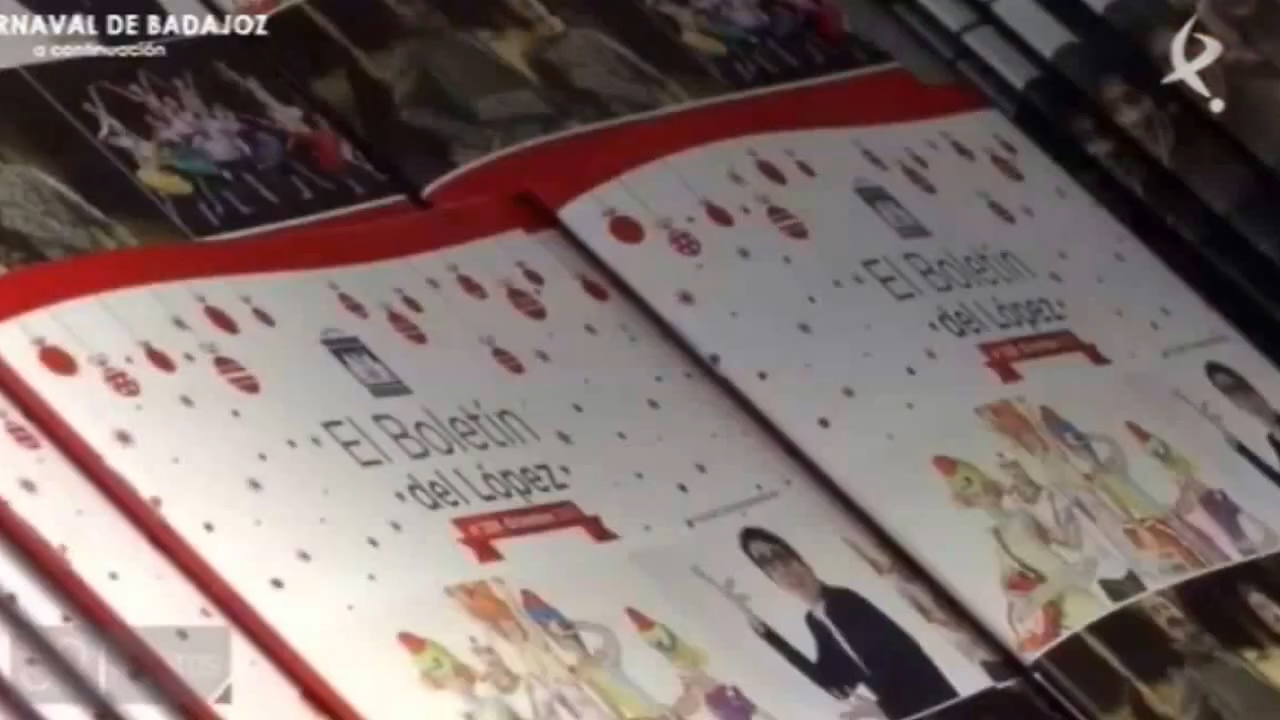 RNAVAL DE BADAJOZ
a continuación
El Boletín
del López
El Boletín
del López